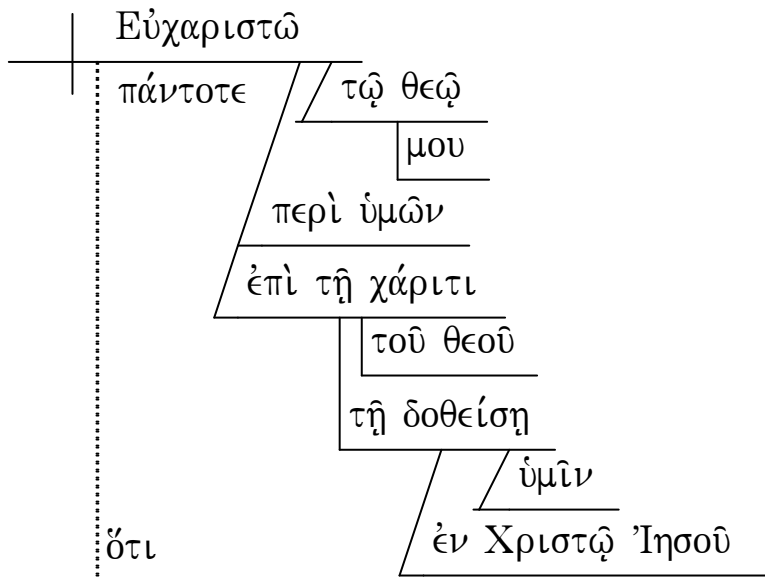 Εὐχαριστῶ
πάντοτε
τῷ θεῷ
μου
περὶ ὑμῶν
ἐπὶ τῇ χάριτι
τοῦ θεοῦ
τῇ δοθείσῃ
ὑμῖν
ὅτι
ἐν Χριστῷ Ἰησοῦ